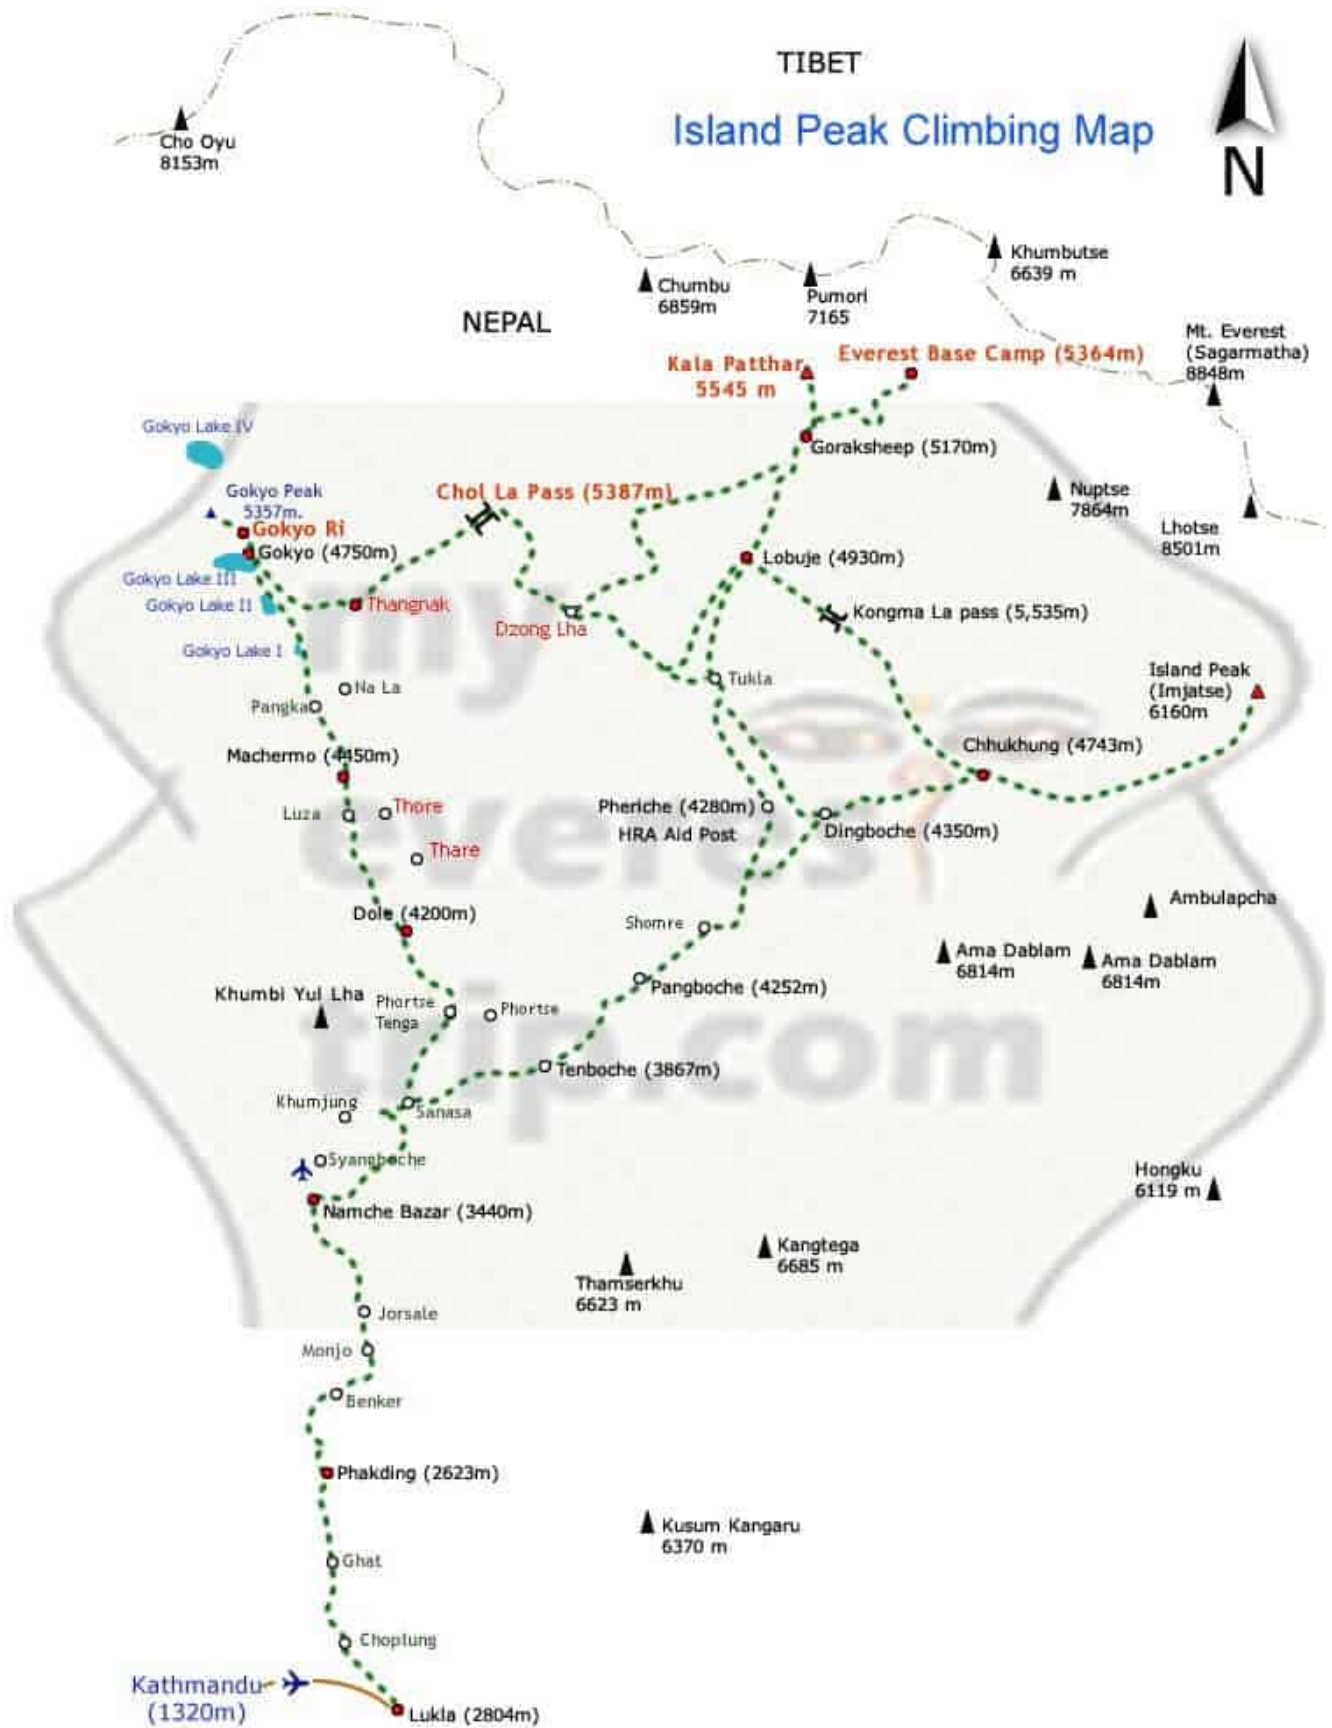 TIBET
Island Peak Climbing Map
N
Cho Oyu
8153m
Khumbutse
6639 m
Chumbu
6859m
Pumori
7165
NEPAL
Mt. Everest
(Sagarmatha)
8848m
Kala Patthar
5545 m
Everest Base Camp (5364m)
Gokyo Lake IV
Goraksheep (5170m)
Gokyo Peak
5357m.
Chol La Pass (5387m)
Nuptse
7864m
Lhotse
8501m
Gokyo Ri
Gokyo (4750m)
Lobuje (4930m)
Gokyo Lake III
Gokyo Lake II
Thangnak
Kongma La pass (5,535m)
Dzong Lha
Gokyo Lake I
my
everes
trip.com
Na La
Tukla
Island Peak
(Imjatse)
6160m
Pangka
Machermo (4450m)
Chhukhung (4743m)
Luza
Thore
Pheriche (4280m)
HRA Aid Post
Dingboche (4350m)
Thare
Dole (4200m)
Shomre
Ambulapcha
Ama Dablam
6814m
Ama Dablam
6814m
Khumbi Yul Lha
Phortse
Tenga
Phortse
Pangboche (4252m)
Tenboche (3867m)
Khumjung
Sanasa
Syangboche
Namche Bazar (3440m)
Hongku
6119 m
Kangtega
6685 m
Thamserkhu
6623 m
Jorsale
Monjo
Benker
Phakding (2623m)
Kusum Kangaru
6370 m
Ghat
Choplung
Kathmandu
(1320m)
Lukla (2804m)